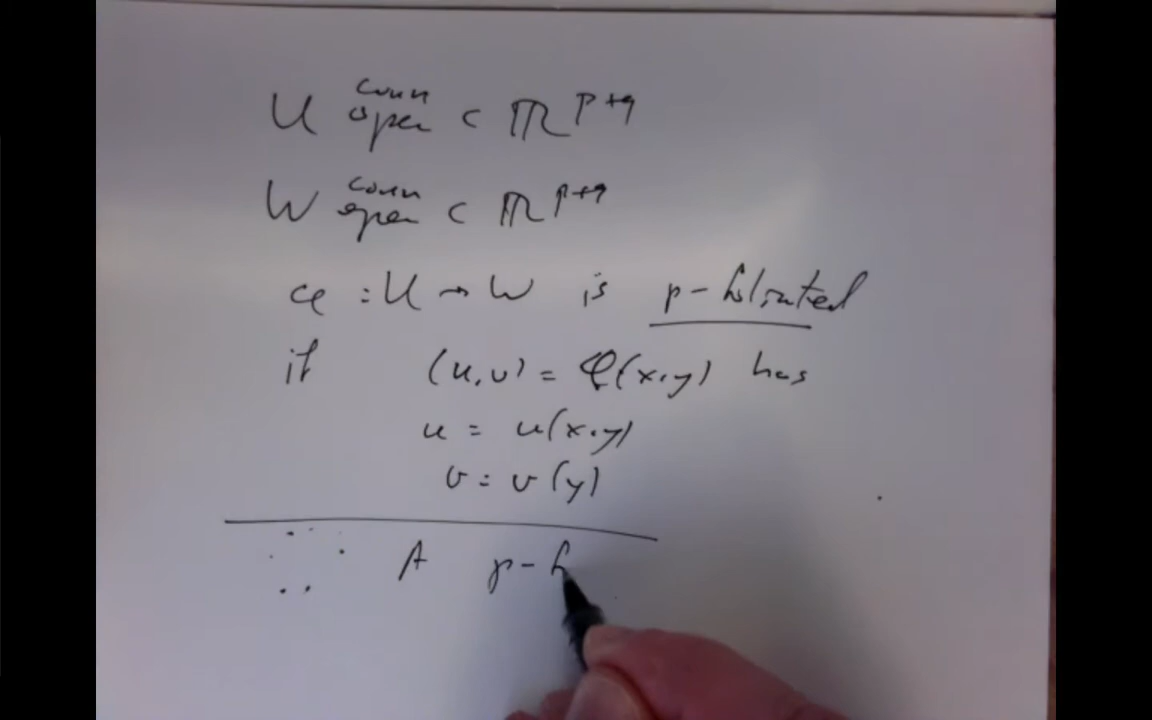 U conn open ⊂ ℝ^{p+q}
W conn open ⊂ ℝ^{p+q}
φ : U → W is p-foliated
if (u, v) = φ(x, y) has
u = u(x, y)
v = v(y)
A p-f